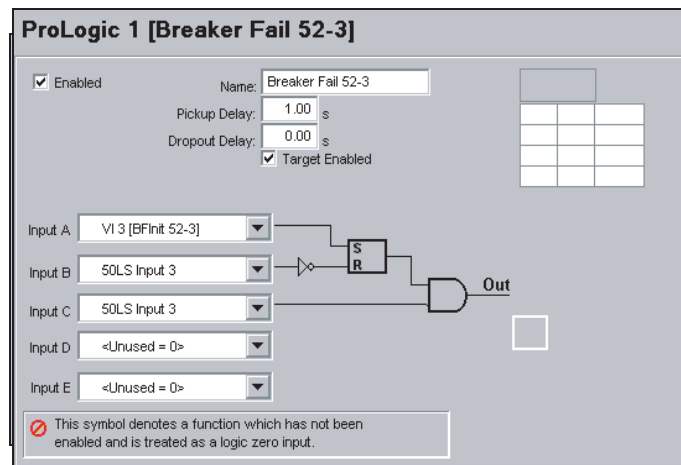 ProLogic 1 [Breaker Fail 52-3]
Enabled
Name: Breaker Fail 52-3
Pickup Delay: 1.00 s
Dropout Delay: 0.00 s
Target Enabled
Input A VI 3 [BFInit 52-3]
S
Input B 50LS Input 3 R
Out
Input C 50LS Input 3
Input D <Unused = 0>
Input E <Unused = 0>
This symbol denotes a function which has not been
enabled and is treated as a logic zero input.